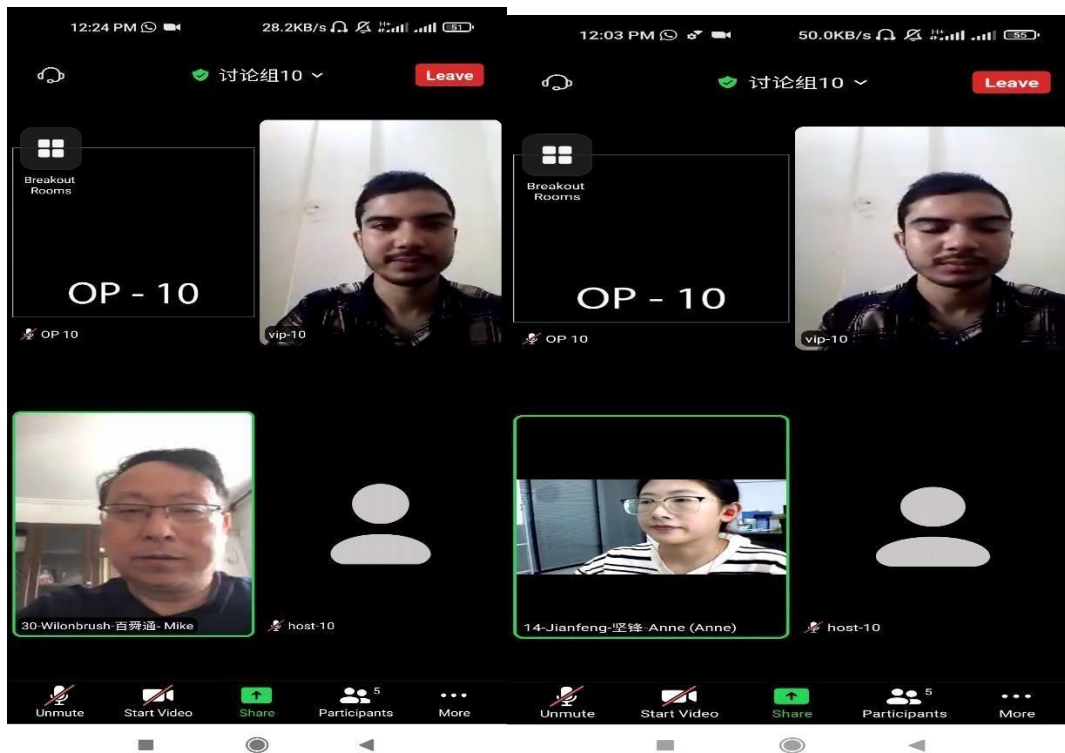 12:24 PM
28.2KB/s
51
讨论组10
Leave
Breakout
Rooms
OP - 10
OP 10
vip-10
30-Wilonbrush-百舜通- Mike
host-10
Unmute
Start Video
Share
5
Participants
More
12:03 PM
50.0KB/s
55
讨论组10
Leave
Breakout
Rooms
OP - 10
OP 10
vip-10
14-Jianfeng-坚锋-Anne (Anne)
host-10
Unmute
Start Video
Share
5
Participants
More